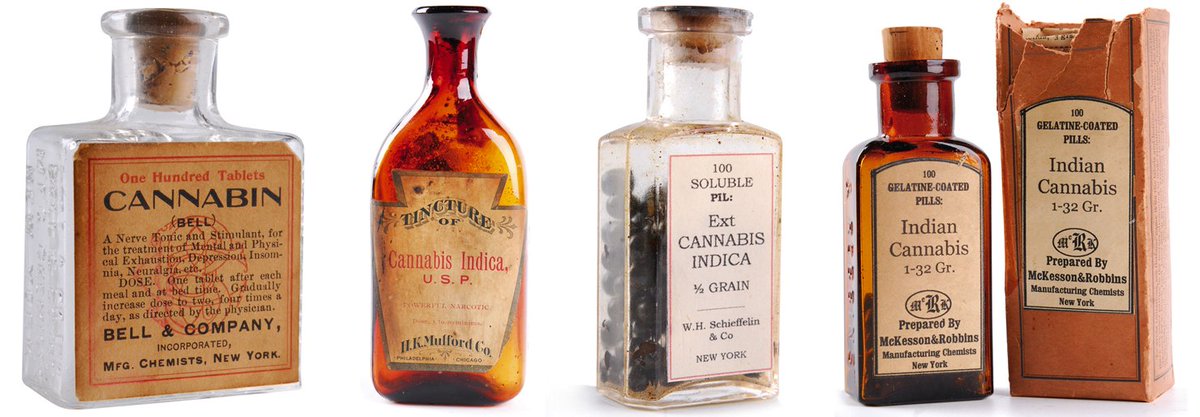 One Hundred Tablets
CANNABIN
(BELL)
A Nerve Tonic and Stimulant, for
the treatment of Mental and Physi-
cal Exhaustion, Depression, Insom-
nia, Neuralgia, etc.
DOSE. One tablet after each
meal and at bed time. Gradually
increase dose to two, four times a
day, as directed by the physician.
BELL & COMPANY,
INCORPORATED,
MFG. CHEMISTS, NEW YORK.
TINCTURE
OF
Cannabis Indica,
U. S. P.
POWERFUL NARCOTIC.
H.K. Mulford Co.
PHILADELPHIA CHICAGO
100
SOLUBLE
PIL:
Ext
CANNABIS
INDICA
½ GRAIN
W.H. Schieffelin
& Co
NEW YORK
100
GELATINE-COATED
PILLS:
Indian
Cannabis
1-32 Gr.
McRK
Prepared By
McKesson&Robbins
Manufacturing Chemists
New York
100
GELATINE-COATED
PILLS:
Indian
Cannabis
1-32 Gr.
McRK
Prepared By
McKesson&Robbins
Manufacturing Chemists
New York